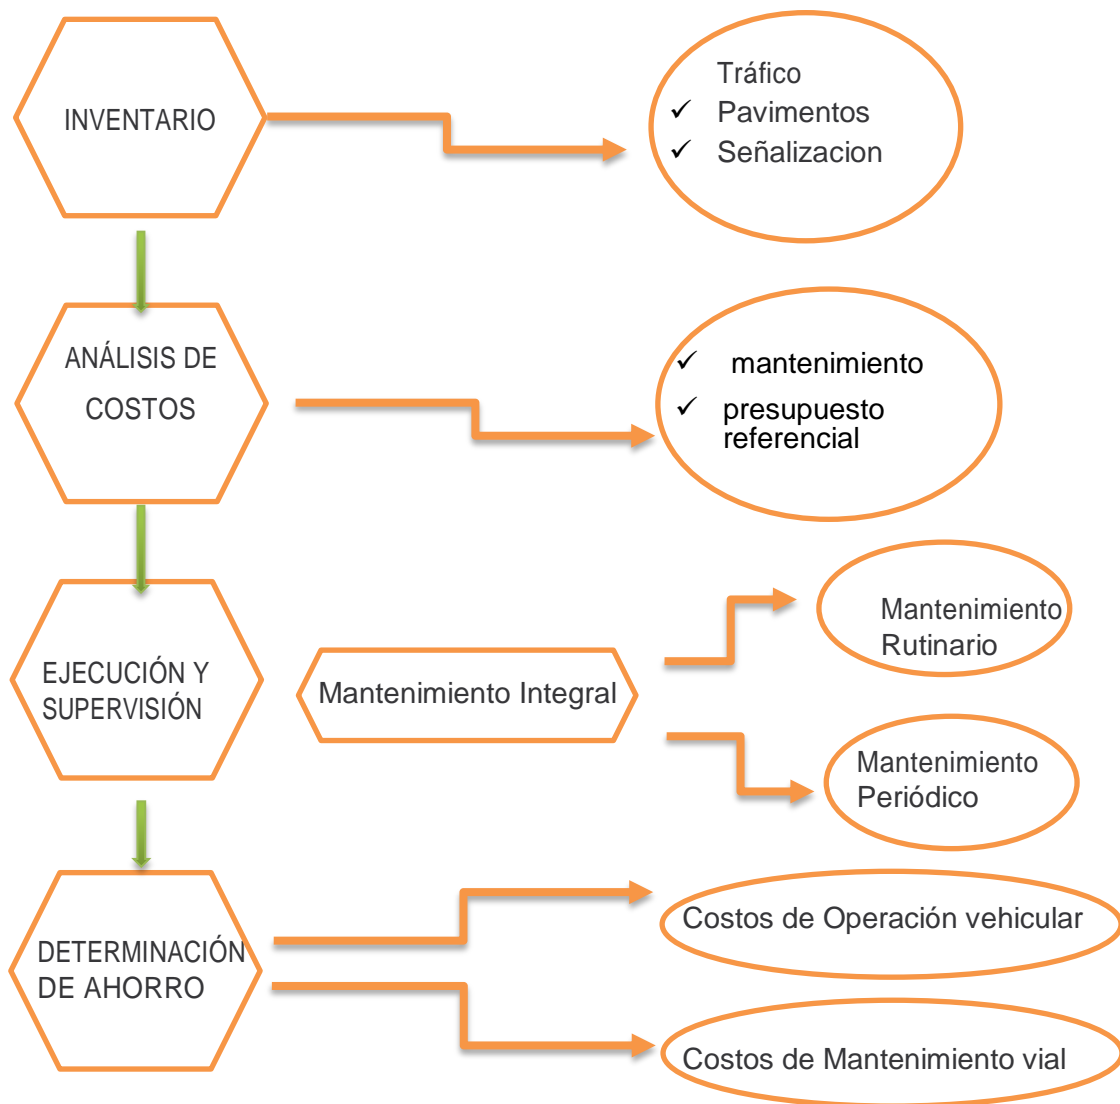 INVENTARIO
Tráfico
✓ Pavimentos
✓ Señalizacion
ANÁLISIS DE
COSTOS
✓ mantenimiento
✓ presupuesto
referencial
EJECUCIÓN Y
SUPERVISIÓN
Mantenimiento Integral
Mantenimiento
Rutinario
Mantenimiento
Periódico
DETERMINACIÓN
DE AHORRO
Costos de Operación vehicular
Costos de Mantenimiento vial